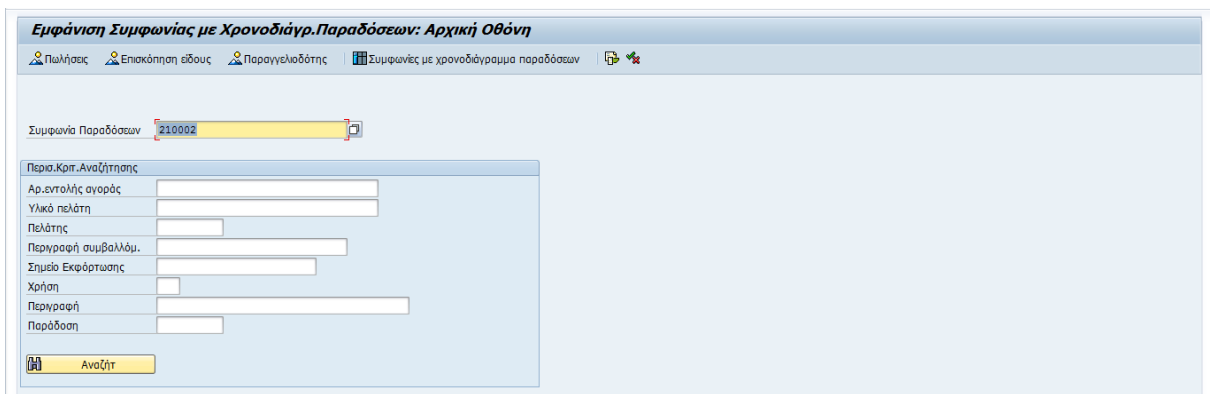 Εμφάνιση Συμφωνίας με Χρονοδιάγρ.Παραδόσεων: Αρχική Οθόνη
Πωλήσεις Επισκόπηση είδους Παραγγελιοδότης Συμφωνίες με χρονοδιάγραμμα παραδόσεων
Συμφωνία Παραδόσεων 210002
Περισ.Κριτ.Αναζήτησης
Αρ.εντολής αγοράς
Υλικό πελάτη
Πελάτης
Περιγραφή συμβαλλόμ.
Σημείο Εκφόρτωσης
Χρήση
Περιγραφή
Παράδοση
Αναζήτ